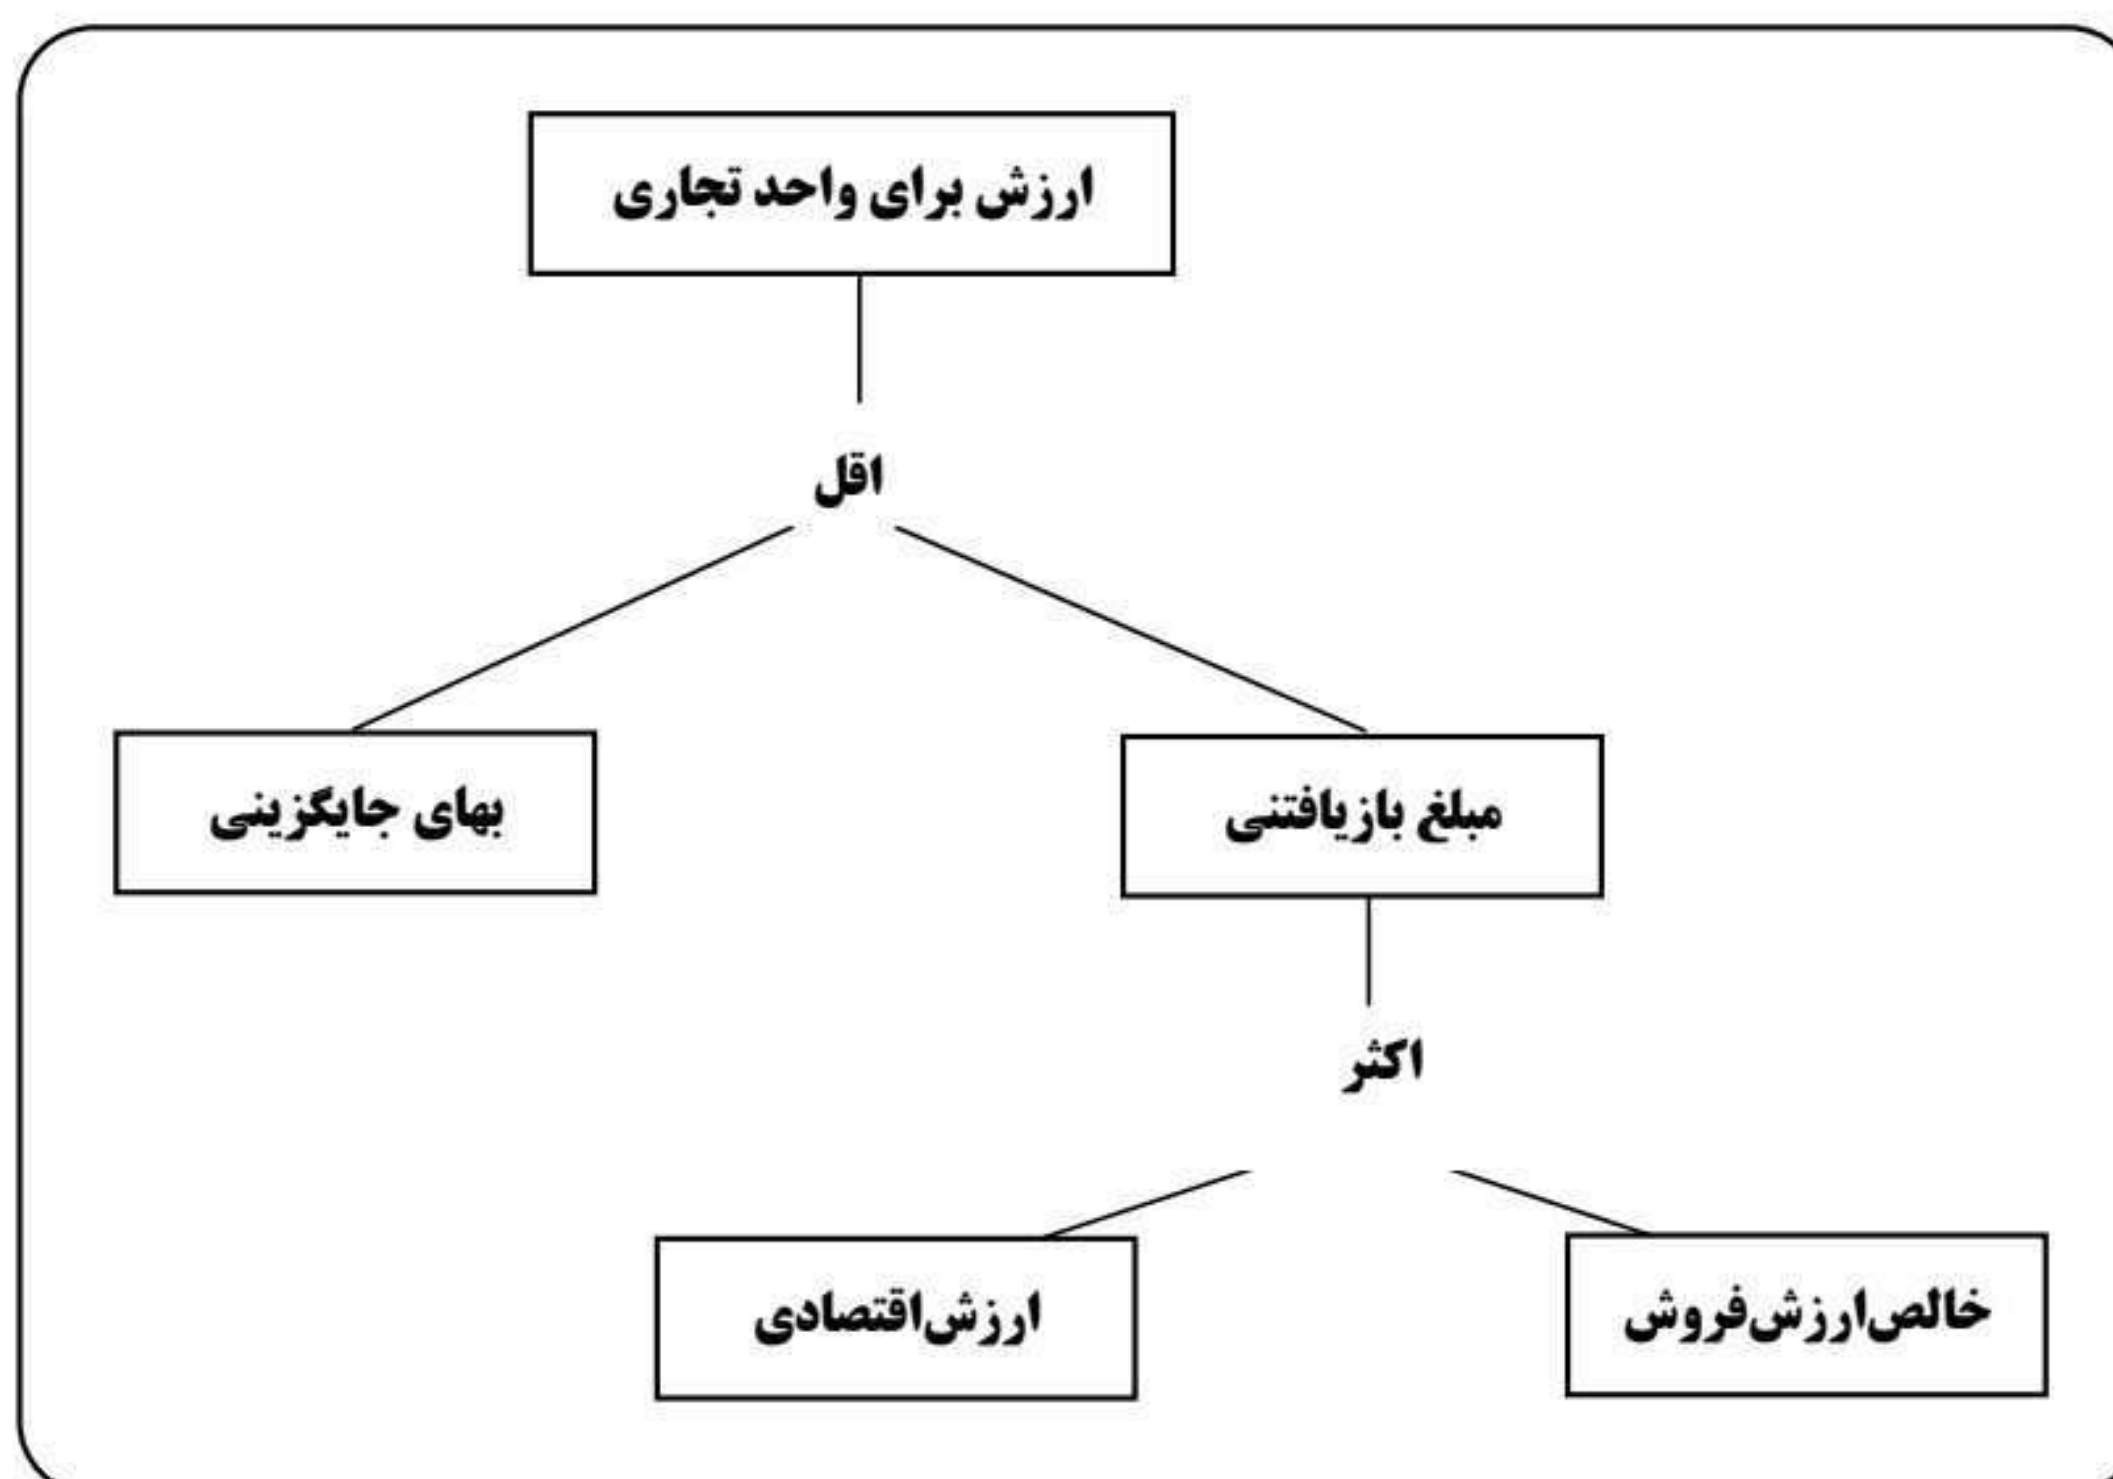 ارزش برای واحد تجاری
اقل
مبلغ بازیافتنی
بهای جایگزینی
اکثر
خالص‌ارزش‌فروش
ارزش‌اقتصادی